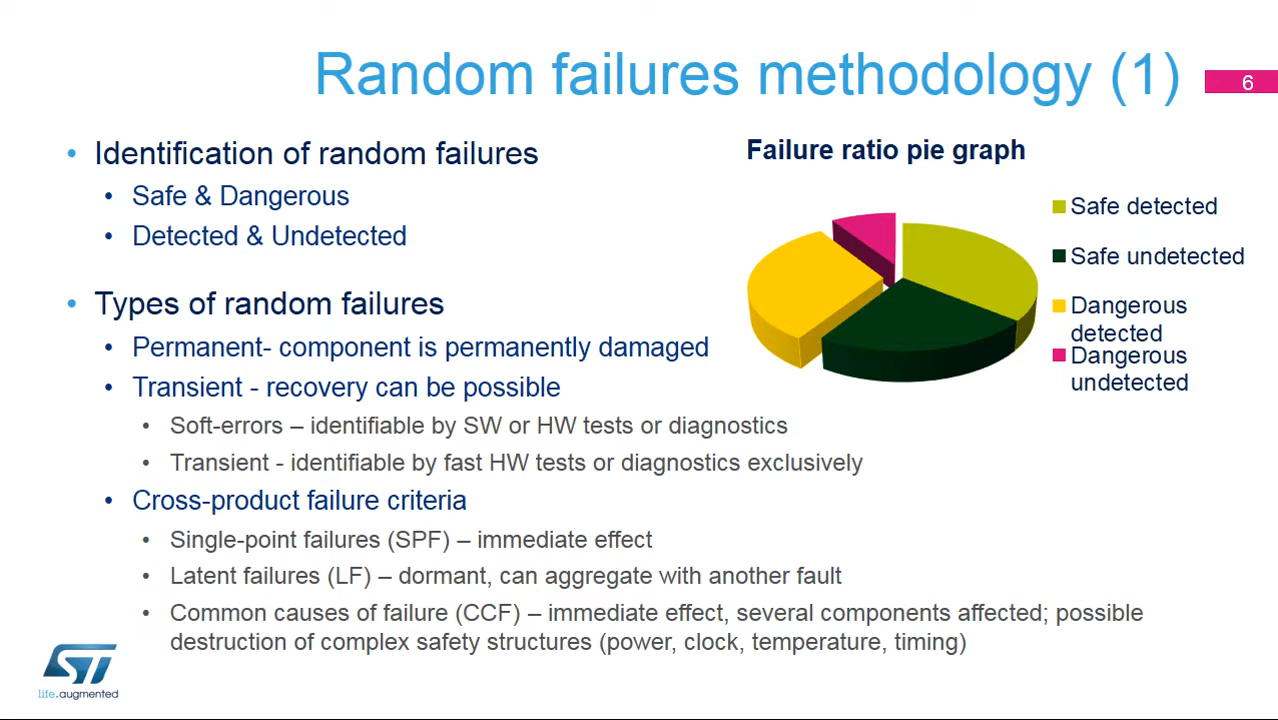 Random failures methodology (1)
6
• Identification of random failures
• Safe & Dangerous
• Detected & Undetected
• Types of random failures
• Permanent- component is permanently damaged
• Transient - recovery can be possible
• Soft-errors – identifiable by SW or HW tests or diagnostics
• Transient - identifiable by fast HW tests or diagnostics exclusively
• Cross-product failure criteria
• Single-point failures (SPF) – immediate effect
• Latent failures (LF) – dormant, can aggregate with another fault
• Common causes of failure (CCF) – immediate effect, several components affected; possible
destruction of complex safety structures (power, clock, temperature, timing)
Failure ratio pie graph
Safe detected
Safe undetected
Dangerous
detected
Dangerous
undetected
ST
life.augmented